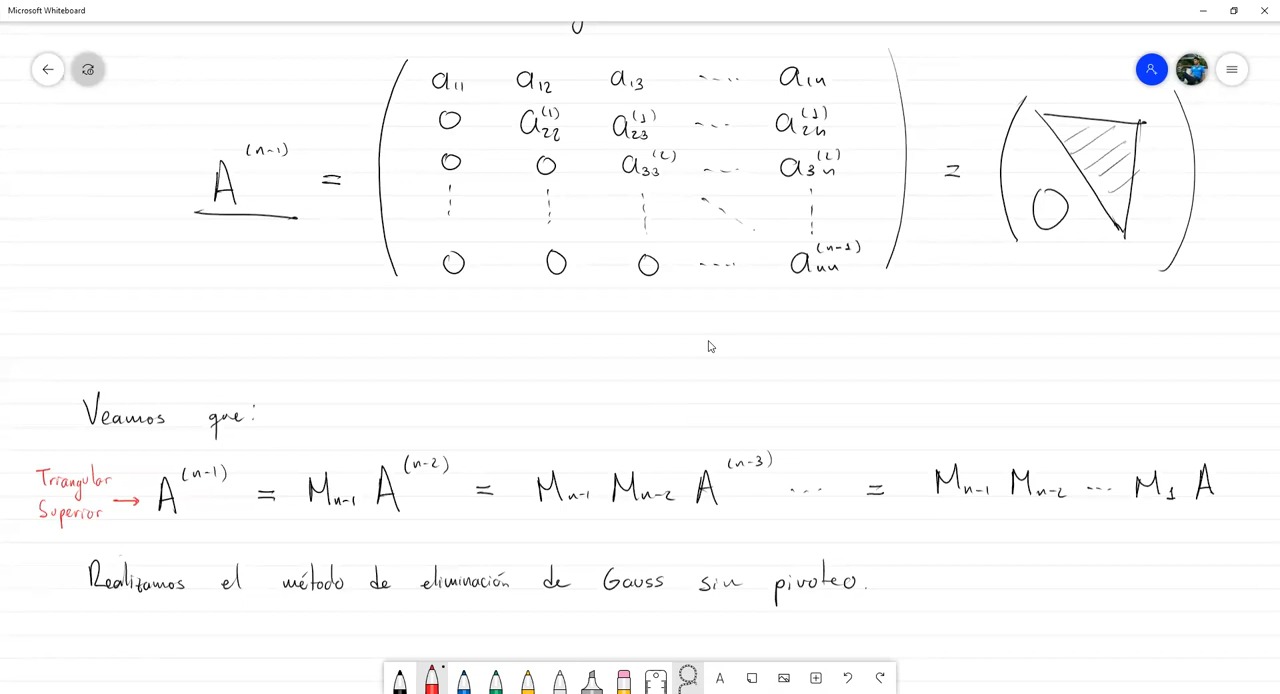 Microsoft Whiteboard
A^(n-1) = ( a₁₁ a₁₂ a₁₃ ..... a₁ₙ
0 a₂₂^(1) a₂₃^(1) ... a₂ₙ^(1)
0 0 a₃₃^(2) .... a₃ₙ^(2)
0 0 0 .... aₙₙ^(n-1) ) = ( 0 )
Veamos que:
Triangular Superior → A^(n-1) = Mₙ₋₁ A^(n-2) = Mₙ₋₁ Mₙ₋₂ A^(n-3) ... = Mₙ₋₁ Mₙ₋₂ ... M₁ A
Realizamos el método de eliminación de Gauss sin pivoteo.
A